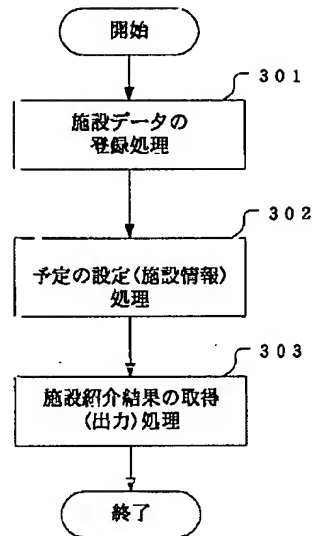 開始
301
施設データの
登録処理
302
予定の設定(施設情報)
処理
303
施設紹介結果の取得
(出力)処理
終了